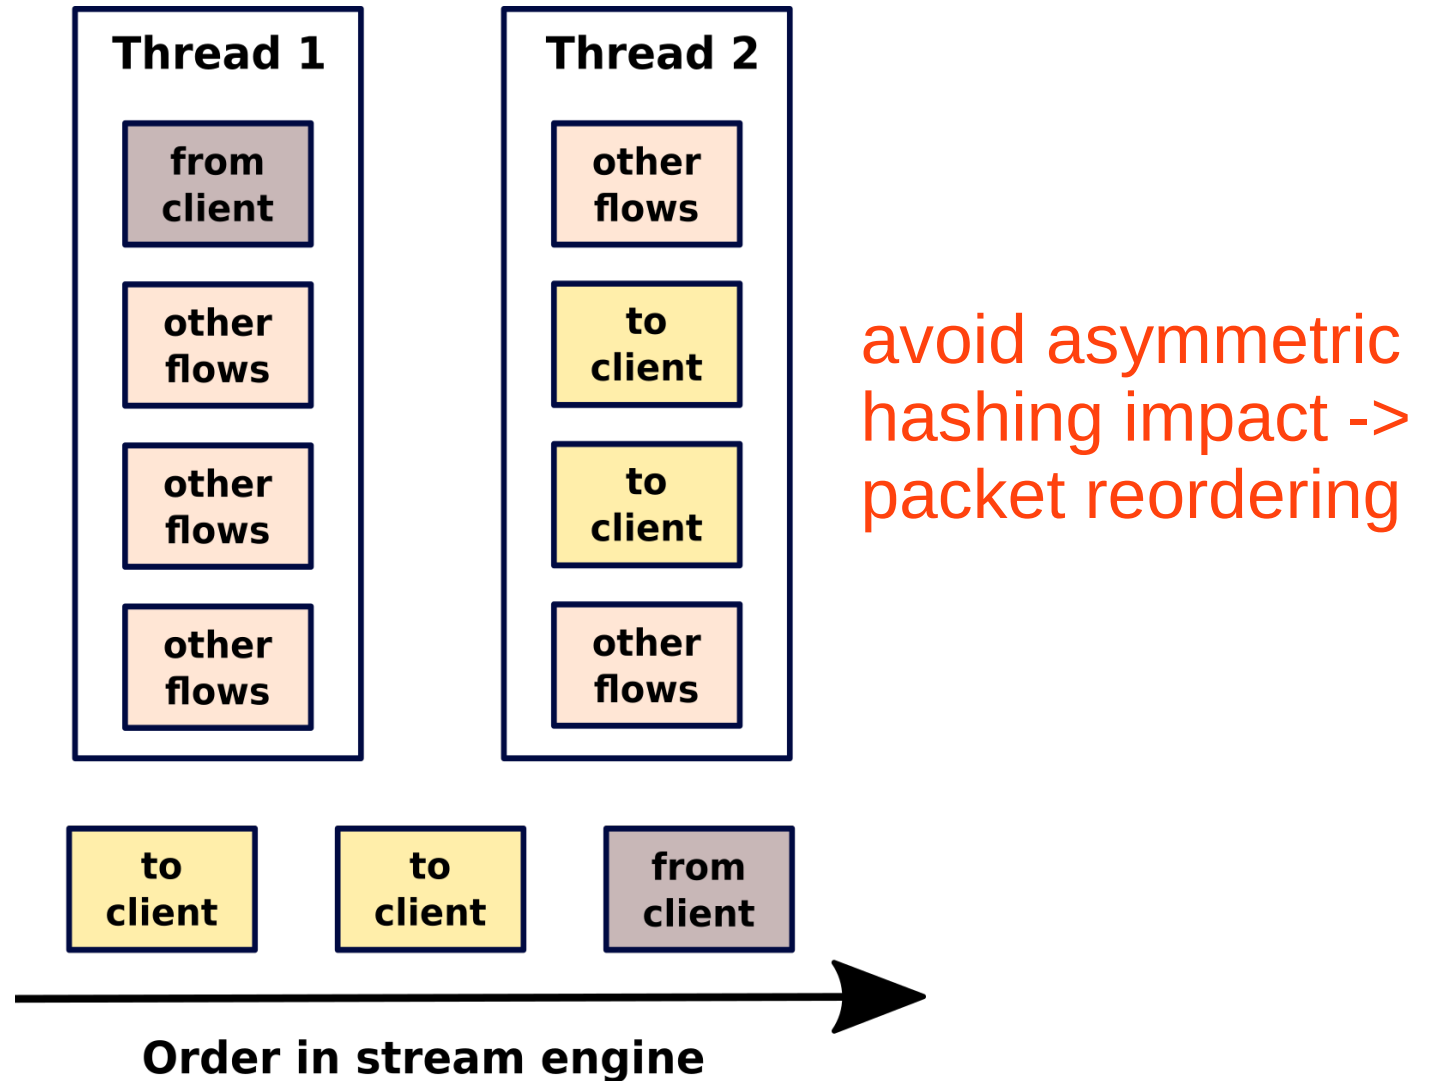 Thread 1
from
client
other
flows
other
flows
other
flows
Thread 2
other
flows
to
client
to
client
other
flows
avoid asymmetric
hashing impact ->
packet reordering
to
client
to
client
from
client
Order in stream engine